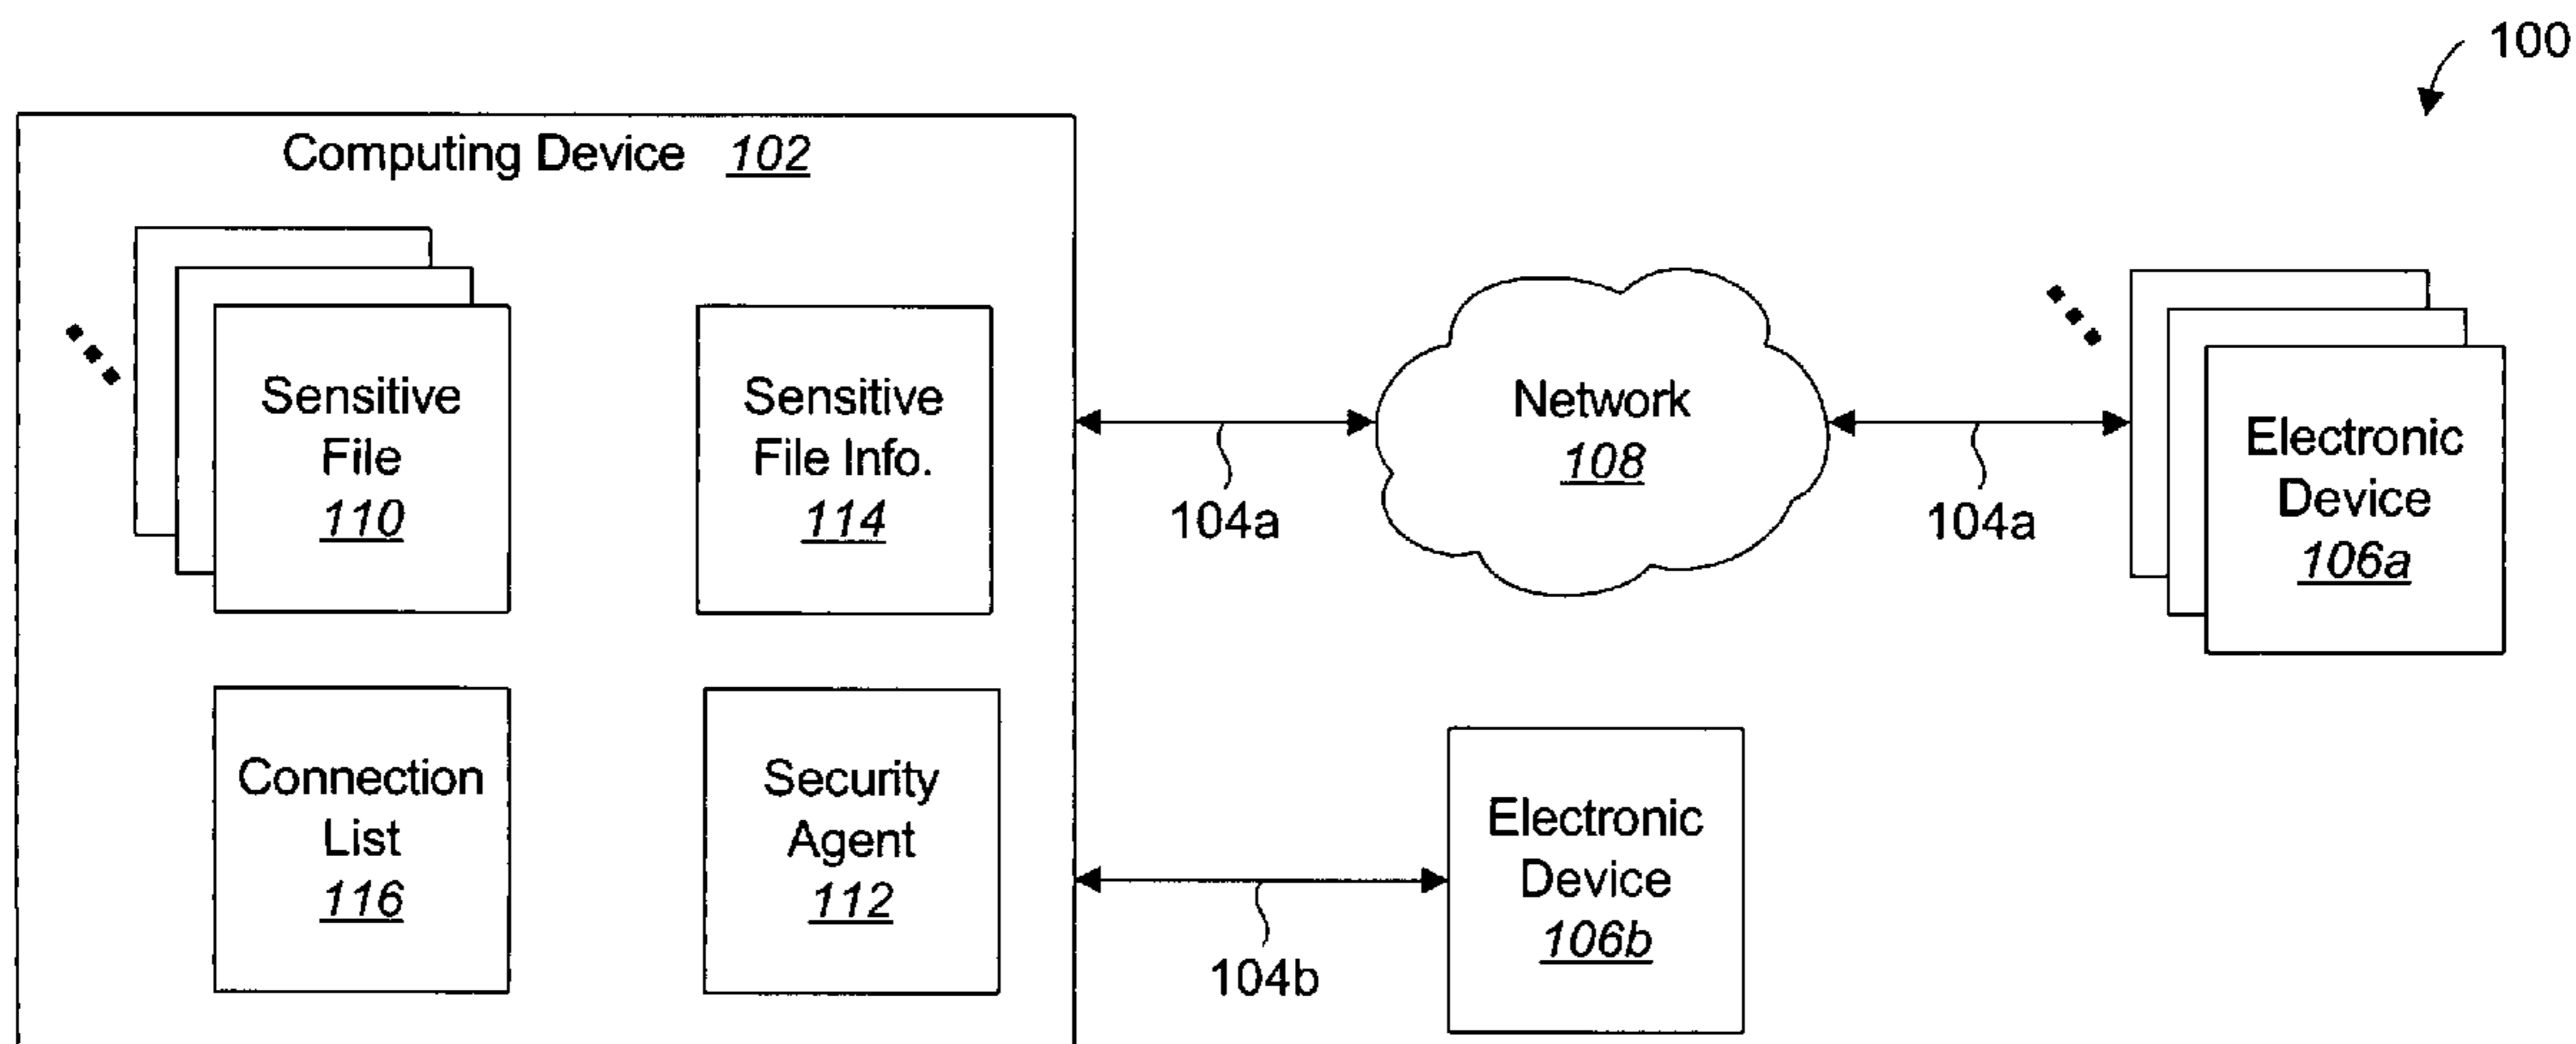 100
Computing Device 102
Sensitive
File
110
Sensitive
File Info.
114
Connection
List
116
Security
Agent
112
104a
Network
108
104a
Electronic
Device
106a
104b
Electronic
Device
106b